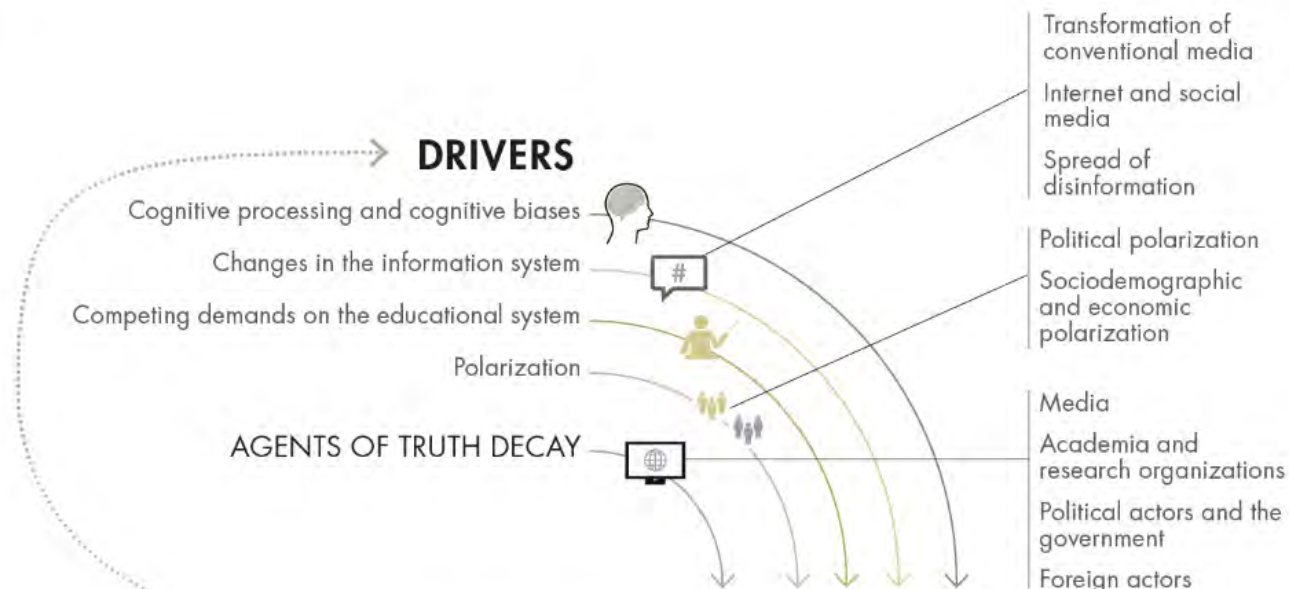 DRIVERS
Cognitive processing and cognitive biases
Changes in the information system
#
Competing demands on the educational system
Polarization
AGENTS OF TRUTH DECAY
Transformation of
conventional media
Internet and social
media
Spread of
disinformation
Political polarization
Sociodemographic
and economic
polarization
Media
Academia and
research organizations
Political actors and the
government
Foreign actors